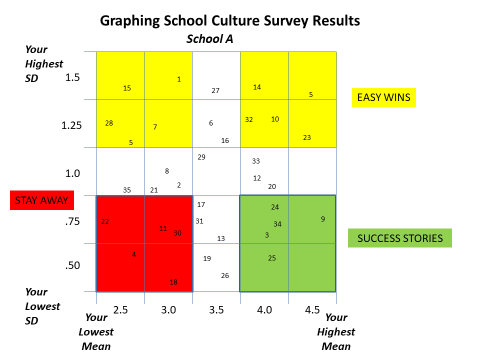 Graphing School Culture Survey Results
School A
Your
Highest
SD
1.5
15
1
27
14
5
EASY WINS
1.25
28
5
7
6
16
32
10
23
1.0
35
8
21
2
29
33
12
20
STAY AWAY
.75
22
11
30
17
31
13
24
34
3
9
SUCCESS STORIES
.50
4
18
19
26
25
Your
Lowest
SD
2.5
3.0
3.5
4.0
4.5
Your
Lowest
Mean
Your
Highest
Mean